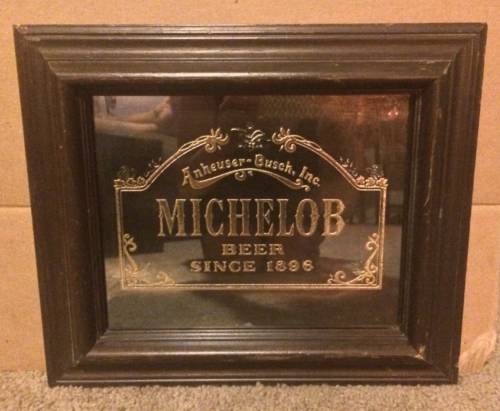 Anheuser-Busch, Inc.
MICHELOB
BEER
SINCE 1896